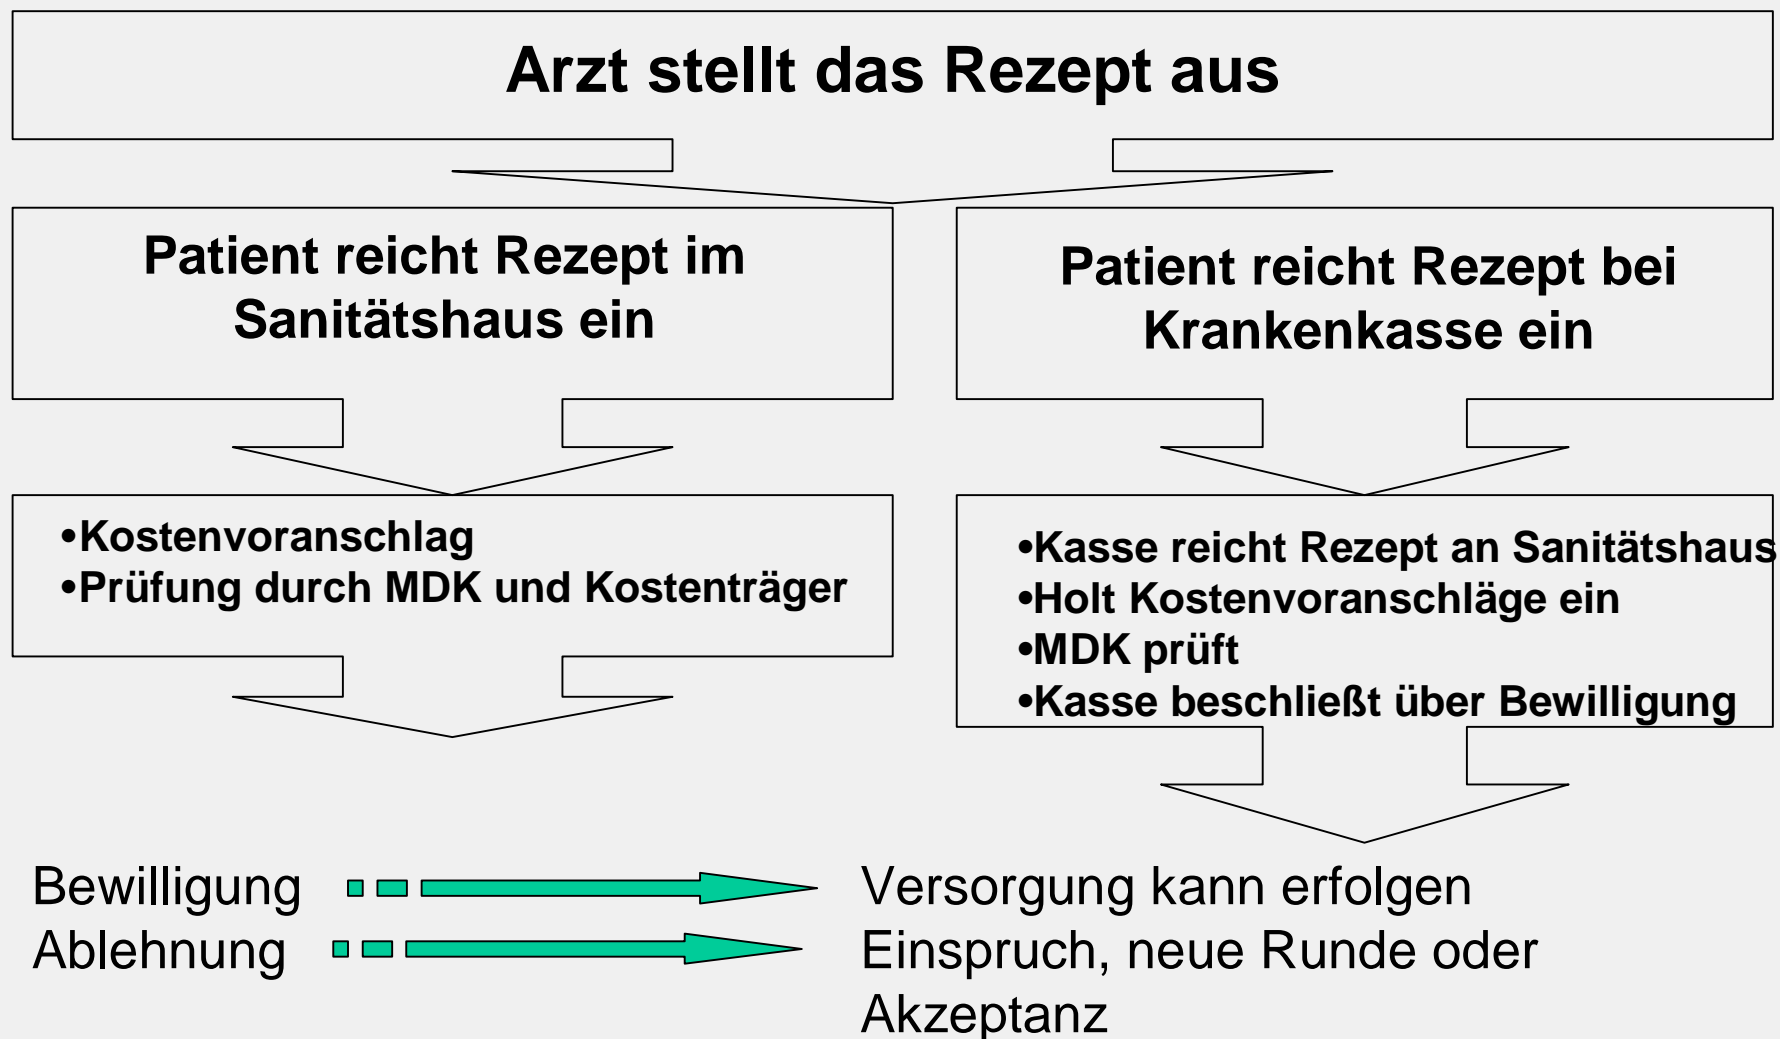 Arzt stellt das Rezept aus
Patient reicht Rezept im
Sanitätshaus ein
Patient reicht Rezept bei
Krankenkasse ein
•Kostenvoranschlag
•Prüfung durch MDK und Kostenträger
•Kasse reicht Rezept an Sanitätshaus
•Holt Kostenvoranschläge ein
•MDK prüft
•Kasse beschließt über Bewilligung
Bewilligung
Versorgung kann erfolgen
Ablehnung
Einspruch, neue Runde oder
Akzeptanz